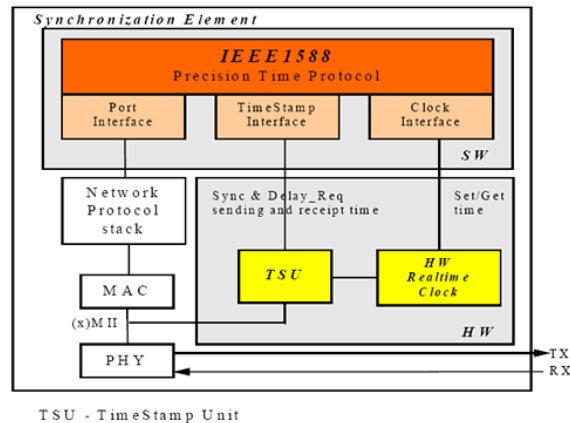 Synchronization Element
IEEE1588
Precision Time Protocol
Port
Interface
TimeStamp
Interface
Clock
Interface
SW
Network
Protocol
stack
Sync & Delay_Req
sending and receipt time
Set/Get
time
TSU
HW
Realtime
Clock
MAC
(x)MII
HW
PHY
TX
RX
TSU - TimeStamp Unit